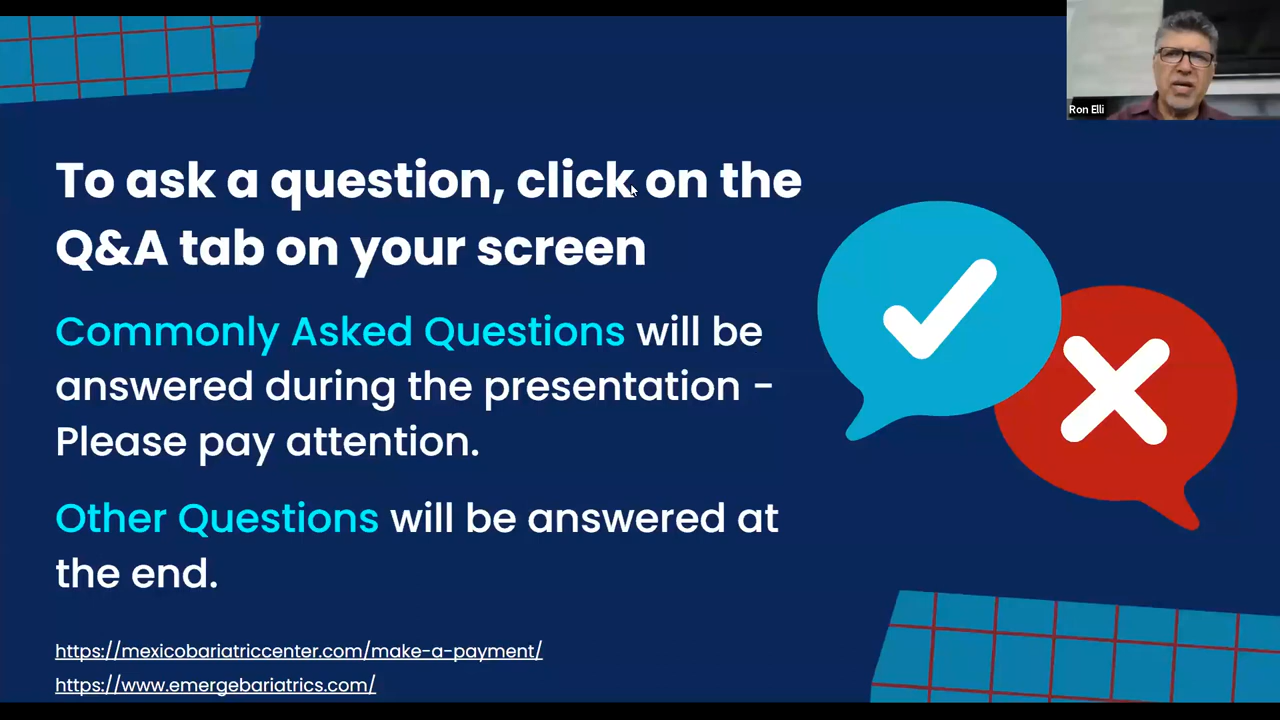 Ron Elli
To ask a question, click on the
Q&A tab on your screen
Commonly Asked Questions will be
answered during the presentation -
Please pay attention.
Other Questions will be answered at
the end.
https://mexicobariatriccenter.com/make-a-payment/
https://www.emergebariatrics.com/